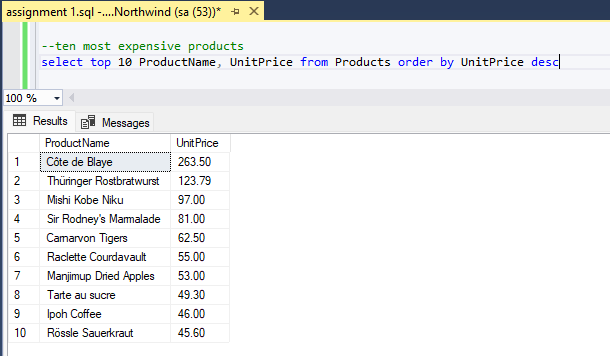 assignment 1.sql -....Northwind (sa (53))*
--ten most expensive products
select top 10 ProductName, UnitPrice from Products order by UnitPrice desc
100 %
Results Messages
ProductName UnitPrice
1 Côte de Blaye 263.50
2 Thüringer Rostbratwurst 123.79
3 Mishi Kobe Niku 97.00
4 Sir Rodney's Marmalade 81.00
5 Carnarvon Tigers 62.50
6 Raclette Courdavault 55.00
7 Manjimup Dried Apples 53.00
8 Tarte au sucre 49.30
9 Ipoh Coffee 46.00
10 Rössle Sauerkraut 45.60